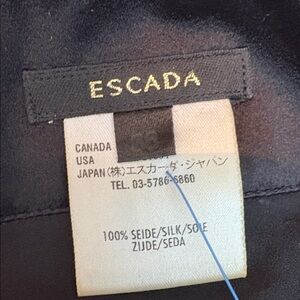 ESCADA
CANADA
USA
JAPAN (株)エスカーダ・ジャパン
TEL. 03-5786-6860
100% SEIDE/SILK/SOIE
ZIJDE/SEDA